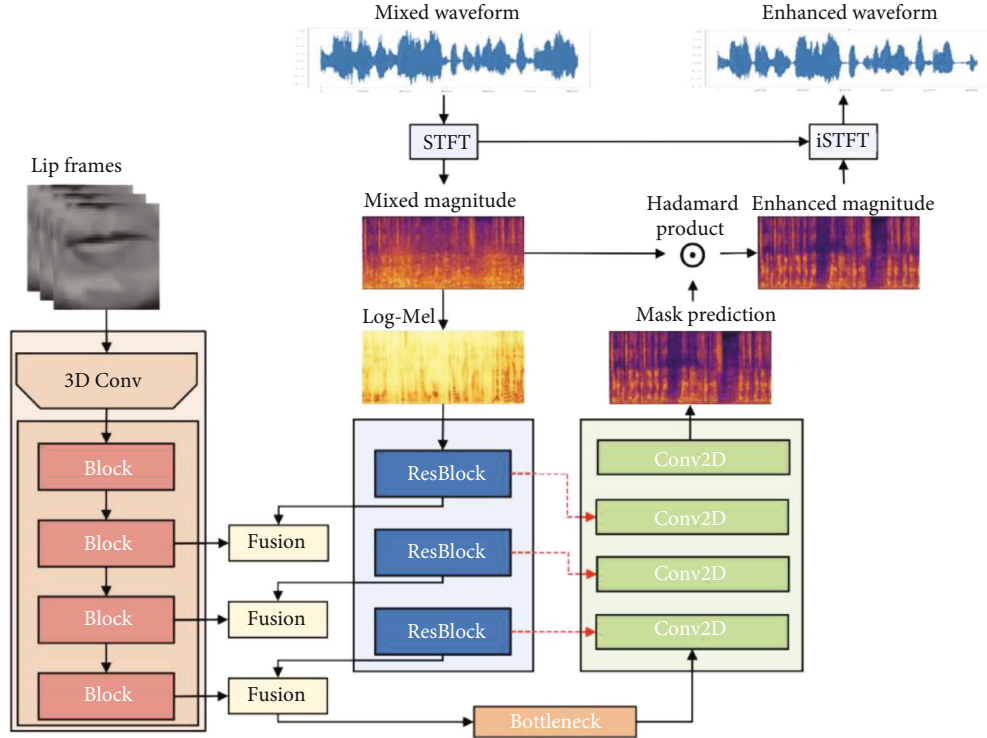 Mixed waveform
Enhanced waveform
STFT
iSTFT
Lip frames
Mixed magnitude
Hadamard
product
Enhanced magnitude
Log-Mel
Mask prediction
3D Conv
Block
ResBlock
Conv2D
Conv2D
Block
Fusion
ResBlock
Conv2D
Block
Fusion
ResBlock
Conv2D
Block
Fusion
Bottleneck